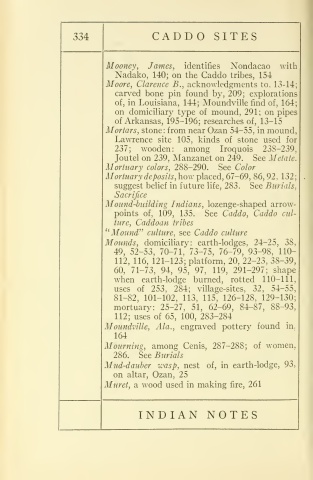 334
CADDO SITES
Mooney, James, identifies Nondacao with
Nadako, 140; on the Caddo tribes, 154
Moore, Clarence B., acknowledgments to, 13-14;
carved bone pin found by, 209; explorations
of, in Louisiana, 144; Moundville find of, 164;
on domiciliary type of mound, 291; on pipes
of Arkansas, 195-196; researches of, 13-15
Mortars, stone: from near Ozan 54-55, in mound,
Lawrence site 105, kinds of stone used for
237; wooden: among Iroquois 238-239,
Joutel on 239, Manzanet on 249. See Metate.
Mortuary colors, 288-290. See Color
Mortuary deposits, how placed, 67-69, 86, 92, 132;
suggest belief in future life, 283. See Burials,
Sacrifice
Mound-building Indians, lozenge-shaped arrow-
points of, 109, 135. See Caddo, Caddo cul-
ture, Caddoan tribes
"Mound" culture, see Caddo culture
Mounds, domiciliary: earth-lodges, 24-25, 38,
49, 52-53, 70-71, 73-75, 76-79, 93-98, 110-
112, 116, 121-123; platform, 20, 22-23, 38-39,
60, 71-73, 94, 95, 97, 119, 291-297; shape
when earth-lodge burned, rotted 110-111,
uses of 253, 284; village-sites, 32, 54-55,
81-82, 101-102, 113, 115, 126-128, 129-130;
mortuary: 25-27, 51, 62-69, 84-87, 88-93,
112; uses of 65, 100, 283-284
Moundville, Ala., engraved pottery found in,
164
Mourning, among Cenis, 287-288; of women,
286. See Burials
Mud-dauber wasp, nest of, in earth-lodge, 93,
on altar, Ozan, 25
Muret, a wood used in making fire, 261
INDIAN NOTES